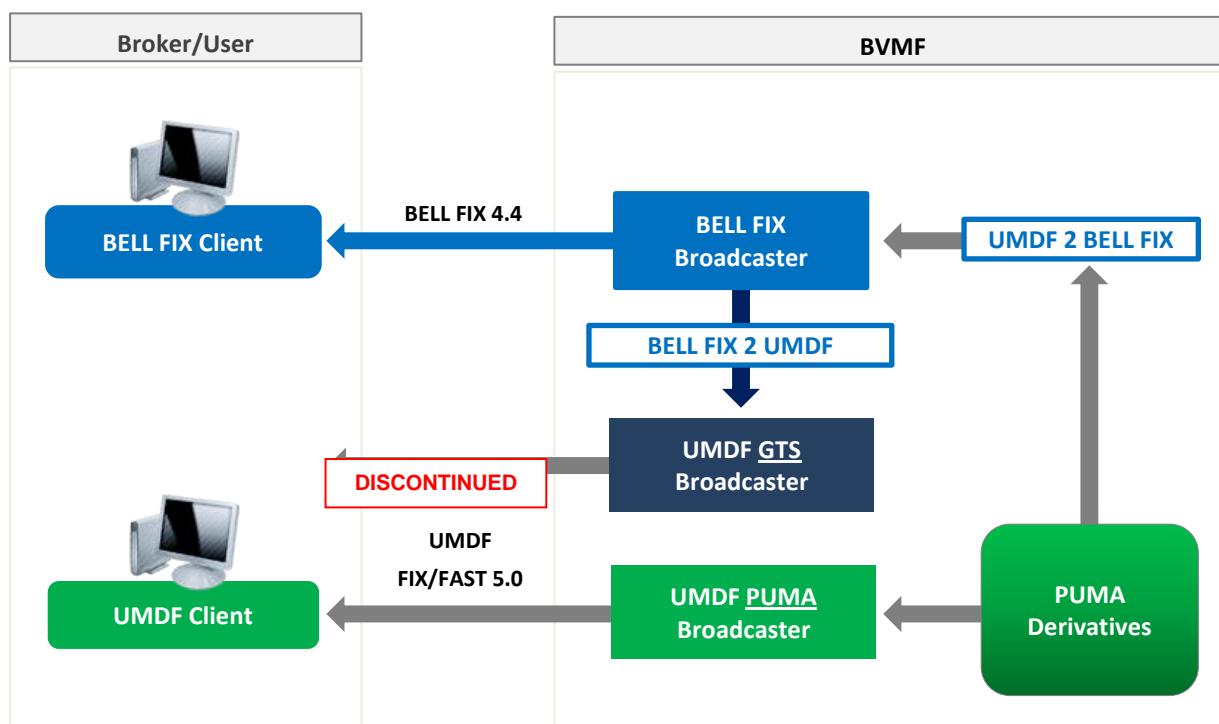 Broker/User
BVMF
BELL FIX Client
BELL FIX 4.4
BELL FIX
Broadcaster
UMDF 2 BELL FIX
BELL FIX 2 UMDF
UMDF GTS
Broadcaster
DISCONTINUED
UMDF
FIX/FAST 5.0
UMDF Client
UMDF PUMA
Broadcaster
PUMA
Derivatives